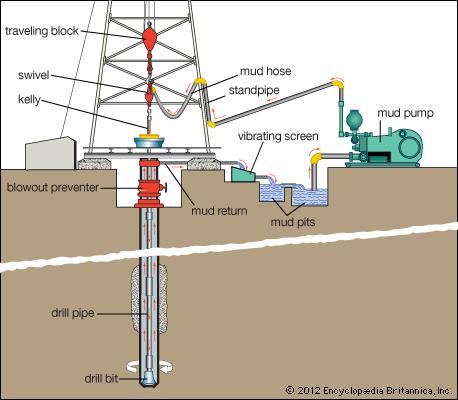 traveling block
swivel
kelly
mud hose
standpipe
mud pump
vibrating screen
blowout preventer
mud return
mud pits
drill pipe
drill bit
© 2012 Encyclopædia Britannica, Inc.